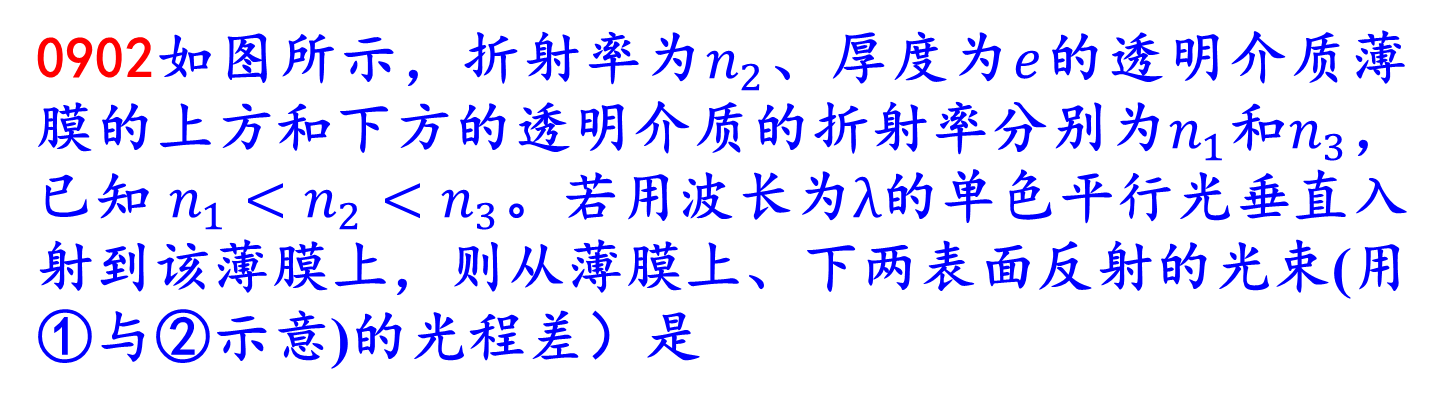 0902如图所示，折射率为n₂、厚度为e的透明介质薄
膜的上方和下方的透明介质的折射率分别为n₁和n₃，
已知 n₁ < n₂ < n₃。若用波长为λ的单色平行光垂直入
射到该薄膜上，则从薄膜上、下两表面反射的光束(用
①与②示意)的光程差）是